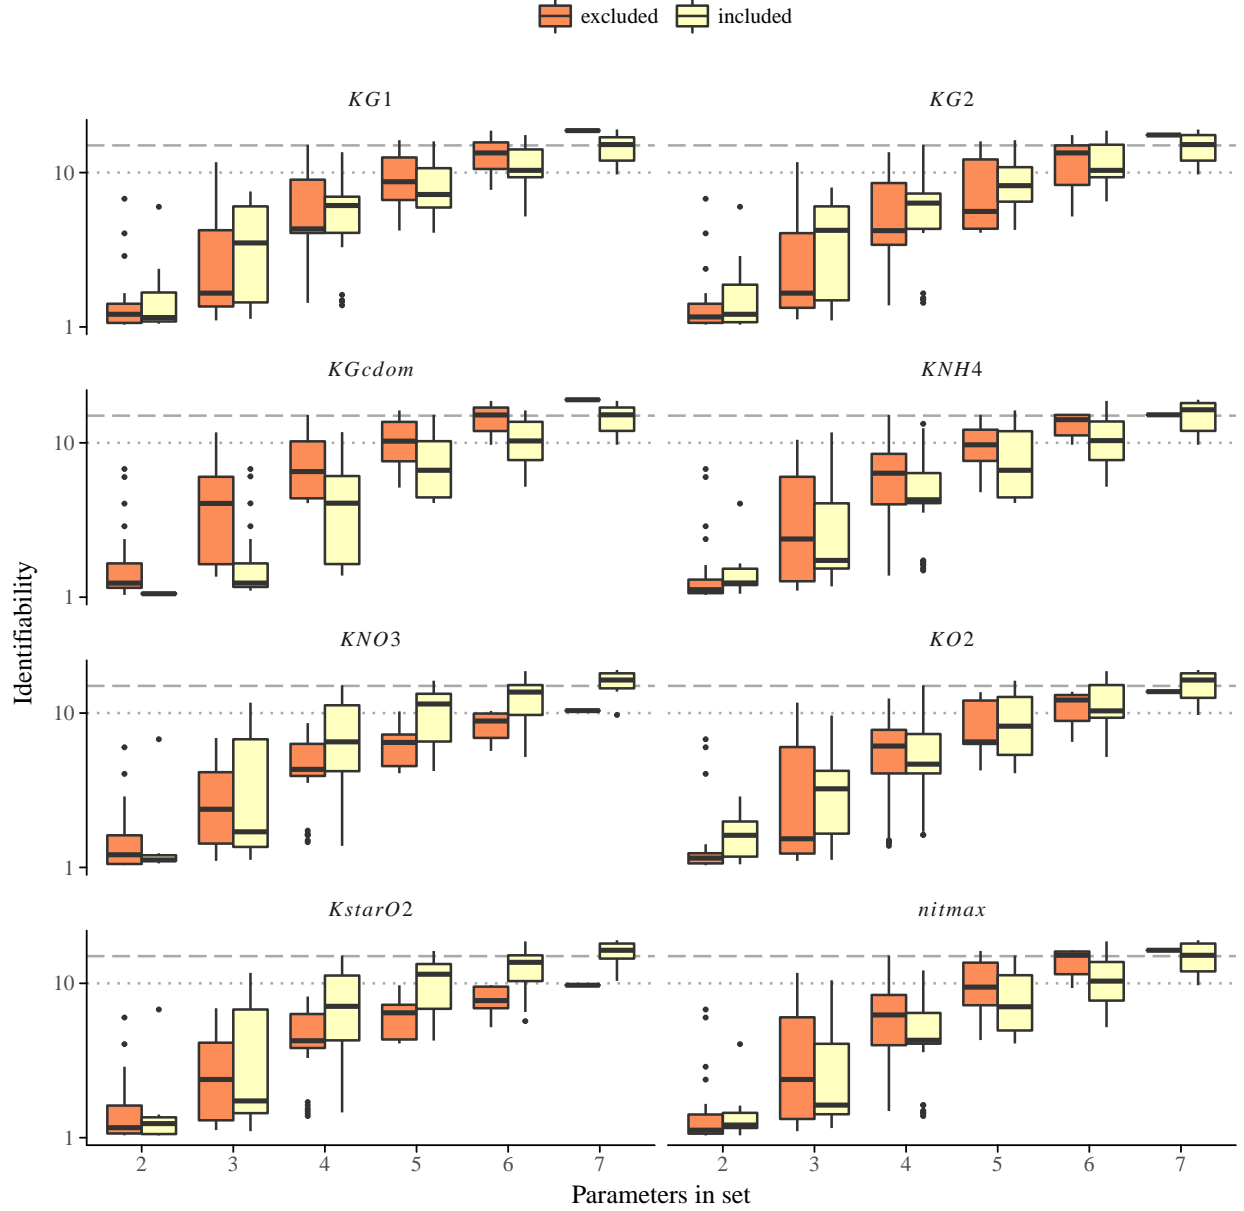 excluded included
KG1 KG2
10
1
KGcdom KNH4
10
1
KNO3 KO2
10
1
KstarO2 nitmax
10
1
2 3 4 5 6 7 2 3 4 5 6 7
Parameters in set
Identifiability